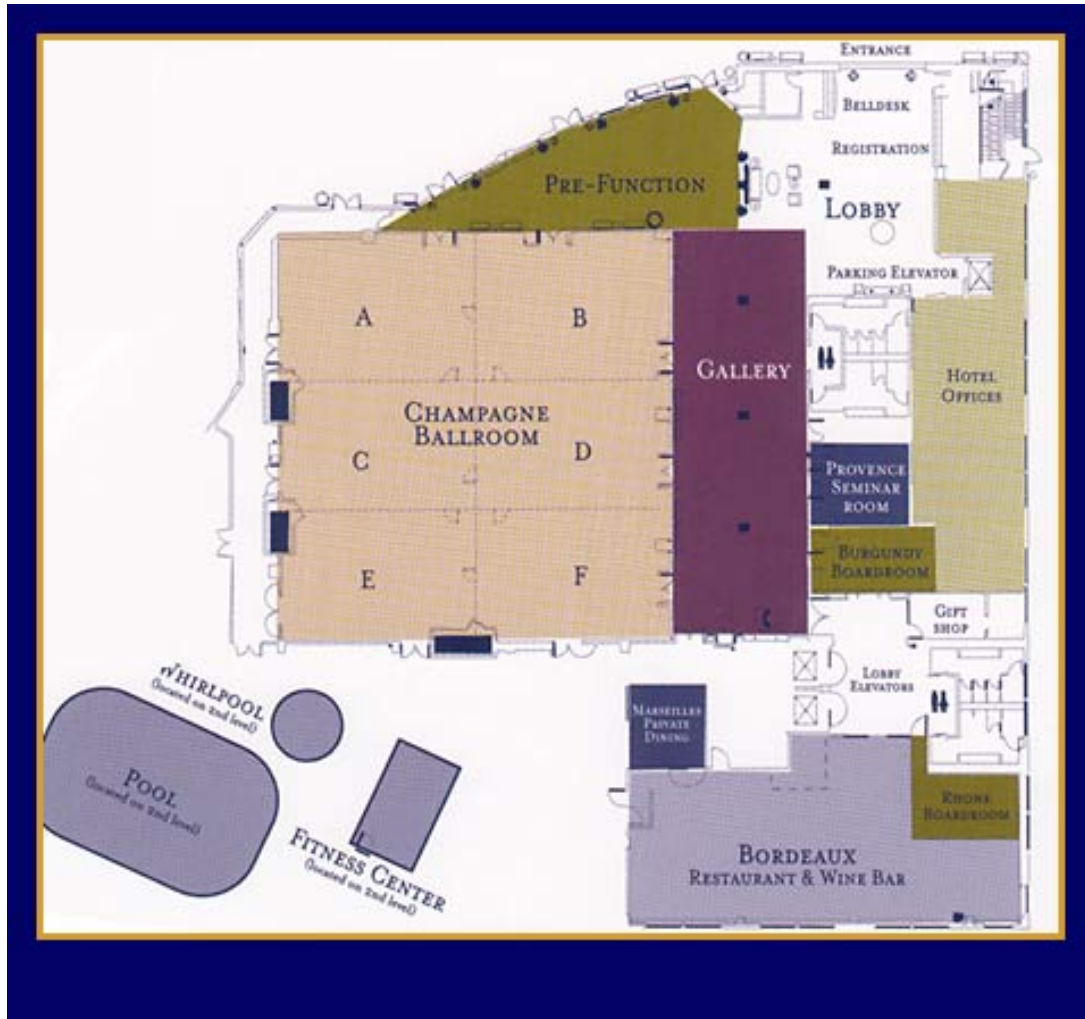 ENTRANCE
BELLDESK
REGISTRATION
PRE-FUNCTION
LOBBY
PARKING ELEVATOR
A
B
GALLERY
HOTEL
OFFICES
CHAMPAGNE
BALLROOM
C
D
PROVENCE
SEMINAR
ROOM
BURGUNDY
BOARDROOM
E
F
GIFT
SHOP
LOBBY
ELEVATORS
WHIRLPOOL
(located on 2nd level)
MARSEILLES
PRIVATE
DINING
POOL
(located on 2nd level)
RHONE
BOARDROOM
FITNESS CENTER
(located on 2nd level)
BORDEAUX
RESTAURANT & WINE BAR